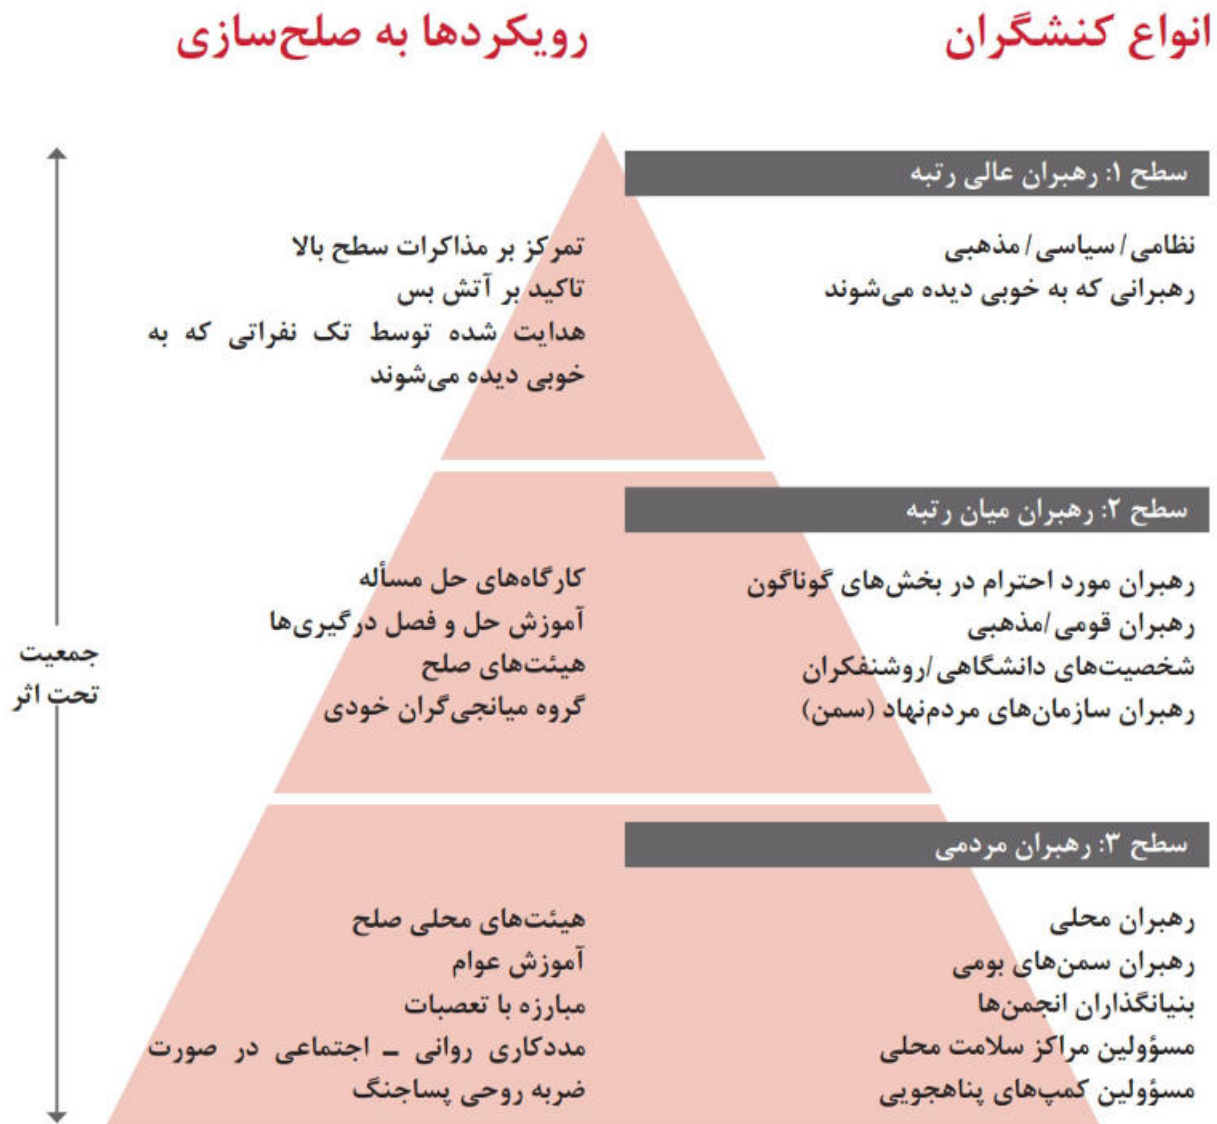 انواع کنشگران
رویکردها به صلح‌سازی
سطح ۱: رهبران عالی رتبه
نظامی/سیاسی/مذهبی
رهبرانی که به خوبی دیده می‌شوند
تمرکز بر مذاکرات سطح بالا
تاکید بر آتش بس
هدایت شده توسط تک نفراتی که به
خوبی دیده می‌شوند
سطح ۲: رهبران میان رتبه
رهبران مورد احترام در بخش‌های گوناگون
رهبران قومی/مذهبی
شخصیت‌های دانشگاهی/روشنفکران
رهبران سازمان‌های مردم‌نهاد (سمن)
کارگاه‌های حل مسأله
آموزش حل و فصل درگیری‌ها
هیئت‌های صلح
گروه میانجی‌گران خودی
جمعیت
تحت اثر
سطح ۳: رهبران مردمی
رهبران محلی
رهبران سمن‌های بومی
بنیانگذاران انجمن‌ها
مسؤولین مراکز سلامت محلی
مسؤولین کمپ‌های پناهجویی
هیئت‌های محلی صلح
آموزش عوام
مبارزه با تعصبات
مددکاری روانی – اجتماعی در صورت
ضربه روحی پساجنگ